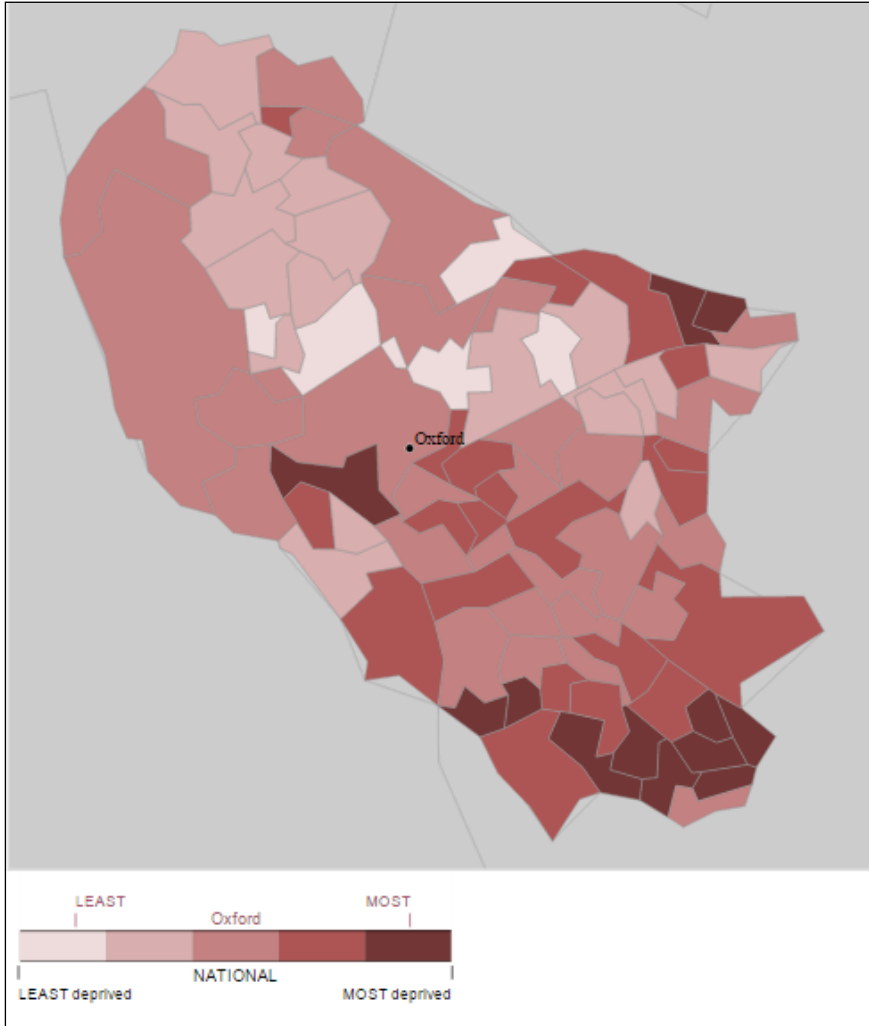 Oxford
LEAST MOST
Oxford
NATIONAL
LEAST deprived MOST deprived